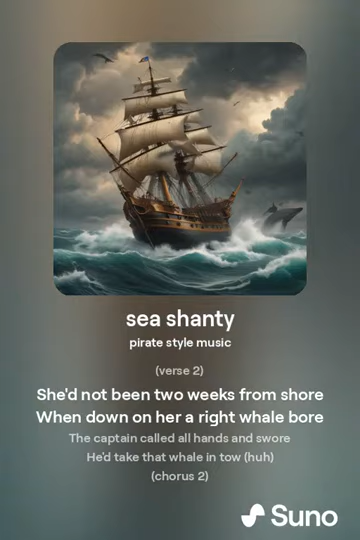 sea shanty
pirate style music
(verse 2)
She'd not been two weeks from shore
When down on her a right whale bore
The captain called all hands and swore
He'd take that whale in tow (huh)
(chorus 2)
Suno